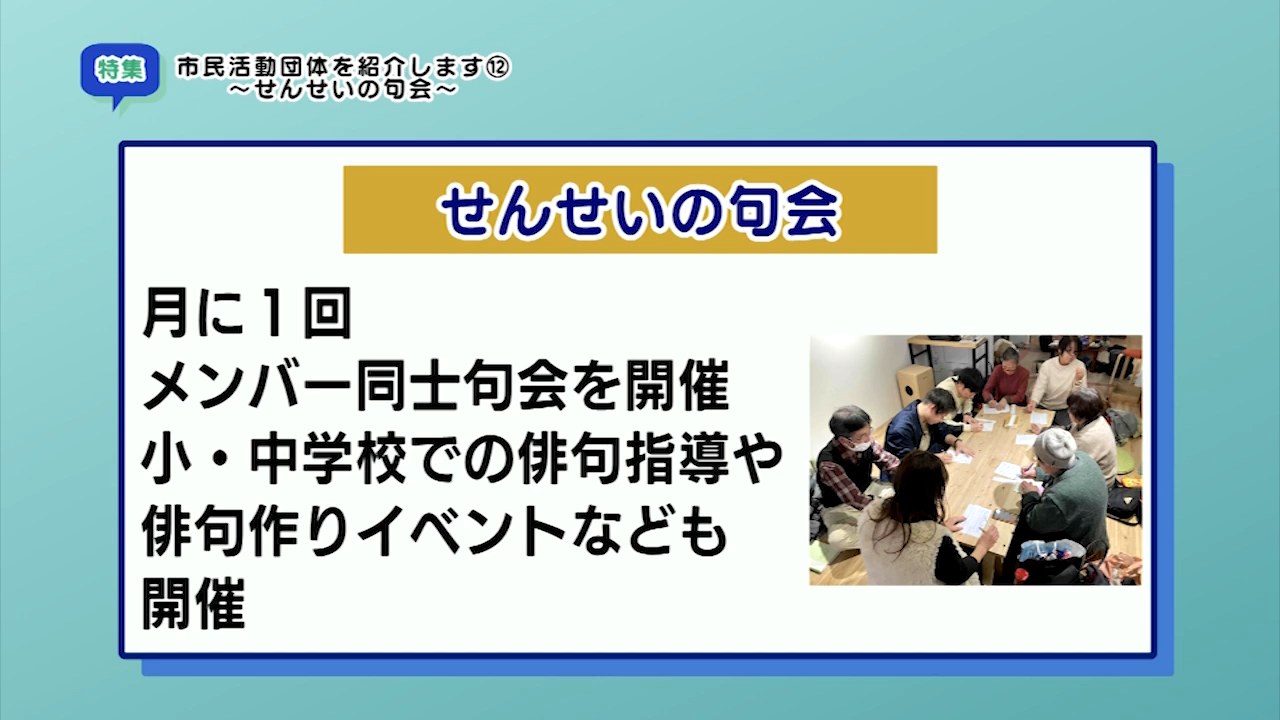 特集
市民活動団体を紹介します⑫
～せんせいの句会～
せんせいの句会
月に１回
メンバー同士句会を開催
小・中学校での俳句指導や
俳句作りイベントなども
開催